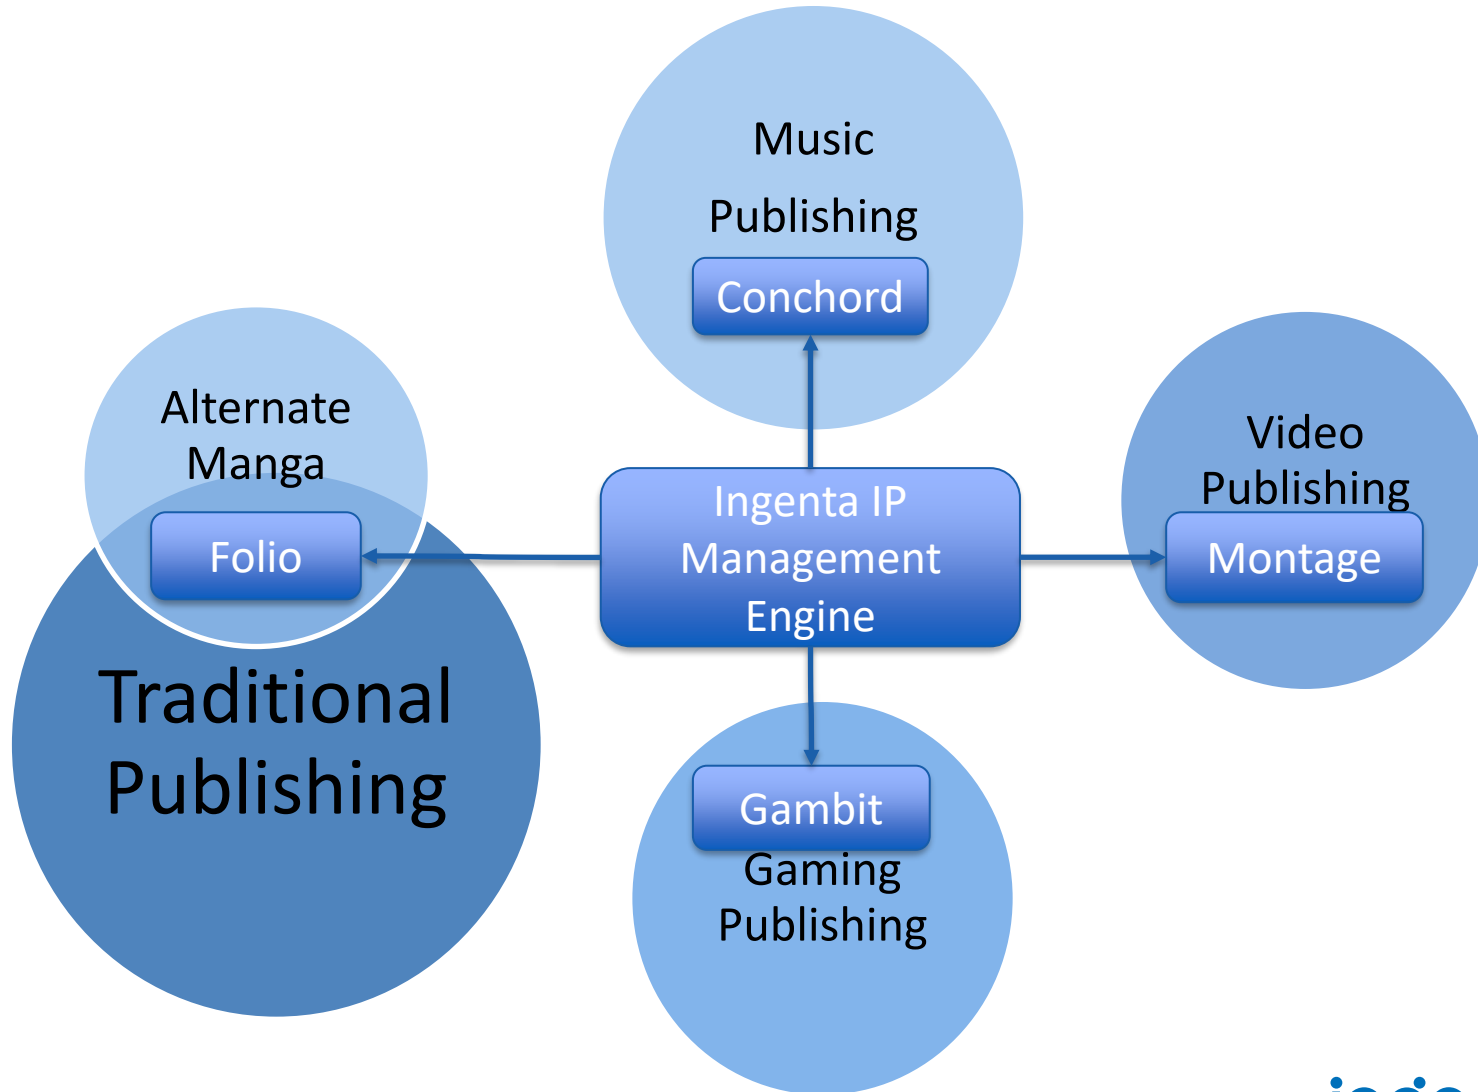 Music
Publishing
Conchord
Alternate
Manga
Folio
Traditional
Publishing
Ingenta IP
Management
Engine
Video
Publishing
Montage
Gambit
Gaming
Publishing